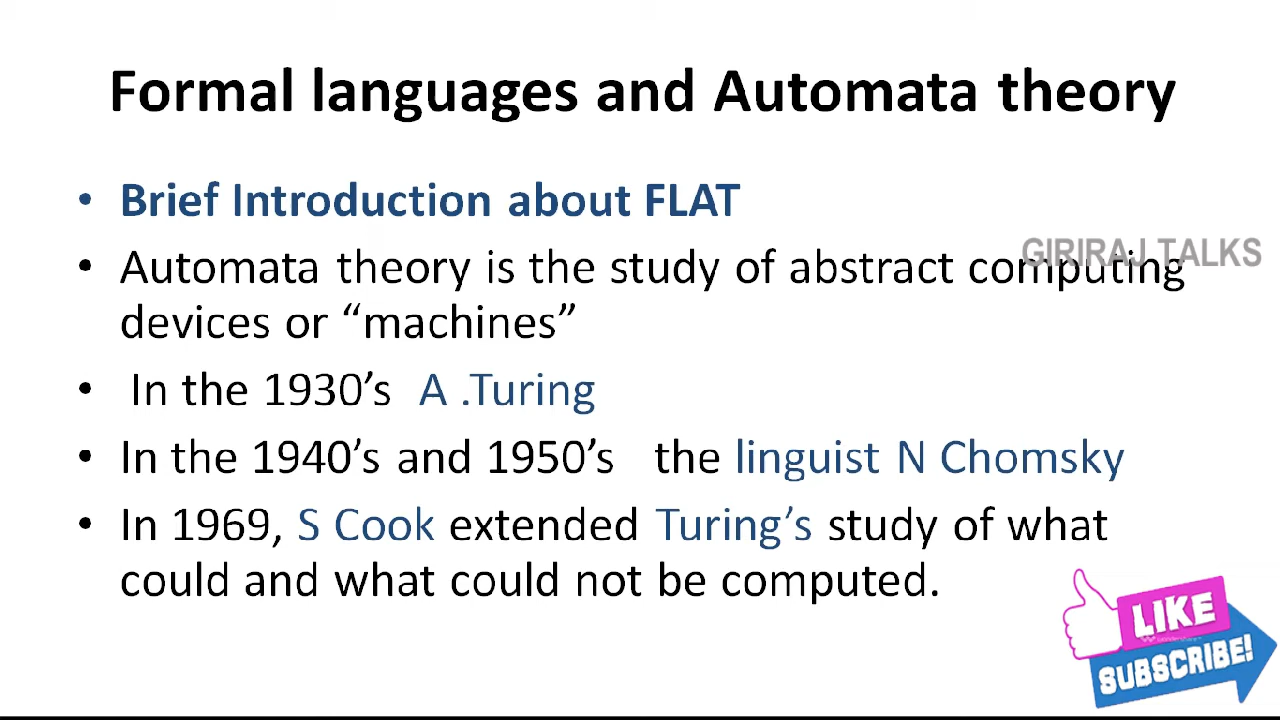 Formal languages and Automata theory
• Brief Introduction about FLAT
GIRIRAJ TALKS
• Automata theory is the study of abstract computing
devices or “machines”
• In the 1930’s A .Turing
• In the 1940’s and 1950’s the linguist N Chomsky
• In 1969, S Cook extended Turing’s study of what
could and what could not be computed.
LIKE
SUBSCRIBE!